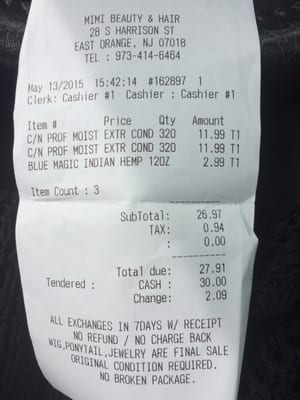 MIMI BEAUTY & HAIR
28 S HARRISON ST
EAST ORANGE, NJ 07018
TEL : 973-414-6464
May 13/2015 15:42:14 #162897 1
Clerk: Cashier #1 Cashier : Cashier #1
Item # Price Qty Amount
C/N PROF MOIST EXTR COND 320 11.99 T1
C/N PROF MOIST EXTR COND 320 11.99 T1
BLUE MAGIC INDIAN HEMP 12OZ 2.99 T1
Item Count : 3
SubTotal: 26.97
TAX: 0.94
: 0.00
Total due: 27.91
Tendered : CASH : 30.00
Change: 2.09
ALL EXCHANGES IN 7DAYS W/ RECEIPT
NO REFUND / NO CHARGE BACK
WIG,PONYTAIL,JEWELRY ARE FINAL SALE
ORIGINAL CONDITION REQUIRED.
NO BROKEN PACKAGE.